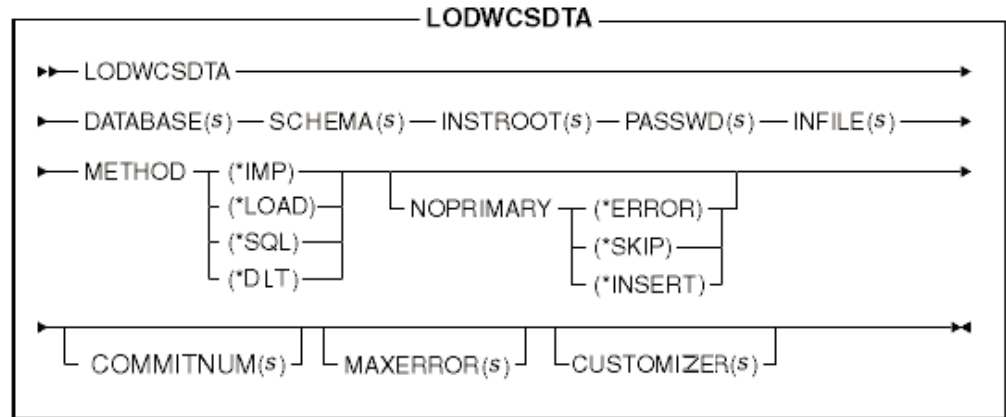 LODWCSDTA
LODWCSDTA
DATABASE(s) SCHEMA(s) INSTROOT(s) PASSWD(s) INFILE(s)
METHOD (*IMP) NOPRIMARY (*ERROR)
(*LOAD) (*SKIP)
(*SQL) (*INSERT)
(*DLT)
COMMITNUM(s) MAXERROR(s) CUSTOMIZER(s)